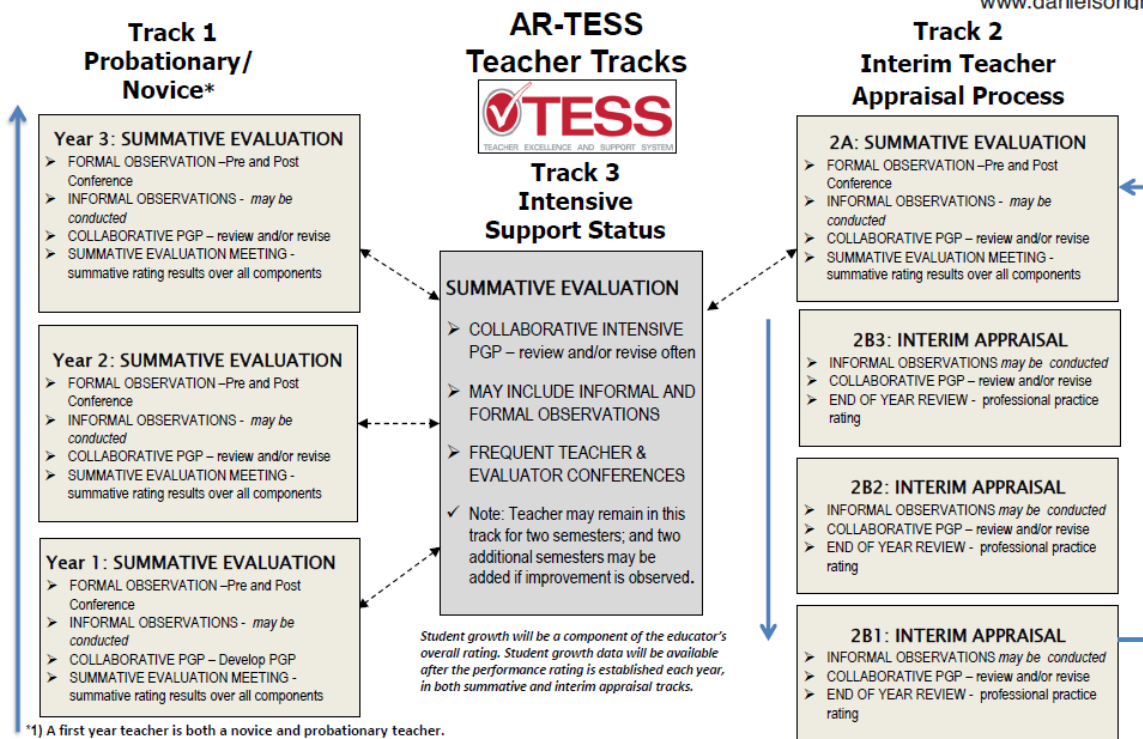 www.danielsongr
Track 1
Probationary/
Novice*
Year 3: SUMMATIVE EVALUATION
➢ FORMAL OBSERVATION –Pre and Post
Conference
➢ INFORMAL OBSERVATIONS - may be
conducted
➢ COLLABORATIVE PGP – review and/or revise
➢ SUMMATIVE EVALUATION MEETING -
summative rating results over all components
Year 2: SUMMATIVE EVALUATION
➢ FORMAL OBSERVATION –Pre and Post
Conference
➢ INFORMAL OBSERVATIONS - may be
conducted
➢ COLLABORATIVE PGP – review and/or revise
➢ SUMMATIVE EVALUATION MEETING -
summative rating results over all components
Year 1: SUMMATIVE EVALUATION
➢ FORMAL OBSERVATION –Pre and Post
Conference
➢ INFORMAL OBSERVATIONS - may be
conducted
➢ COLLABORATIVE PGP – Develop PGP
➢ SUMMATIVE EVALUATION MEETING -
summative rating results over all components
*1) A first year teacher is both a novice and probationary teacher.
AR-TESS
Teacher Tracks
TESS
TEACHER EXCELLENCE AND SUPPORT SYSTEM
Track 3
Intensive
Support Status
SUMMATIVE EVALUATION
➢ COLLABORATIVE INTENSIVE
PGP – review and/or revise often
➢ MAY INCLUDE INFORMAL AND
FORMAL OBSERVATIONS
➢ FREQUENT TEACHER &
EVALUATOR CONFERENCES
✓ Note: Teacher may remain in this
track for two semesters; and two
additional semesters may be
added if improvement is observed.
Student growth will be a component of the educator's
overall rating. Student growth data will be available
after the performance rating is established each year,
in both summative and interim appraisal tracks.
Track 2
Interim Teacher
Appraisal Process
2A: SUMMATIVE EVALUATION
➢ FORMAL OBSERVATION –Pre and Post
Conference
➢ INFORMAL OBSERVATIONS - may be
conducted
➢ COLLABORATIVE PGP – review and/or revise
➢ SUMMATIVE EVALUATION MEETING -
summative rating results over all components
2B3: INTERIM APPRAISAL
➢ INFORMAL OBSERVATIONS may be conducted
➢ COLLABORATIVE PGP – review and/or revise
➢ END OF YEAR REVIEW - professional practice
rating
2B2: INTERIM APPRAISAL
➢ INFORMAL OBSERVATIONS may be conducted
➢ COLLABORATIVE PGP – review and/or revise
➢ END OF YEAR REVIEW - professional practice
rating
2B1: INTERIM APPRAISAL
➢ INFORMAL OBSERVATIONS may be conducted
➢ COLLABORATIVE PGP – review and/or revise
➢ END OF YEAR REVIEW - professional practice
rating